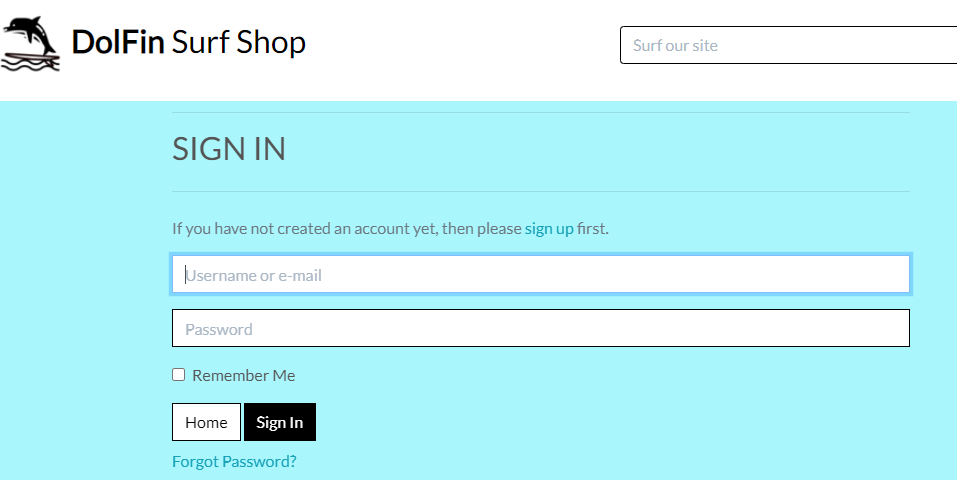 DolFin Surf Shop
Surf our site
SIGN IN
If you have not created an account yet, then please sign up first.
Username or e-mail
Password
Remember Me
Home Sign In
Forgot Password?